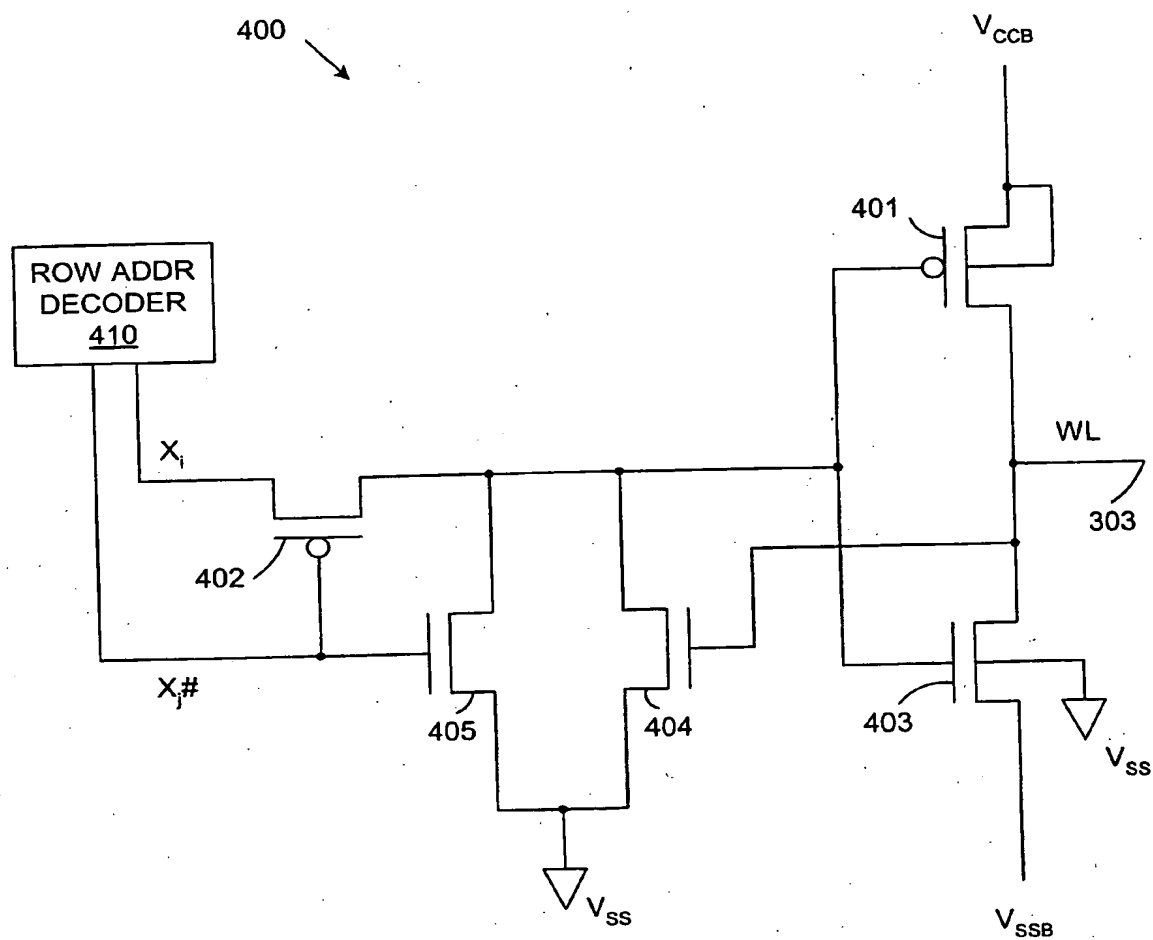 400
V_CCB
401
ROW ADDR
DECODER
410
X_i
WL
303
402
X_j#
405
404
403
V_SS
V_SS
V_SSB